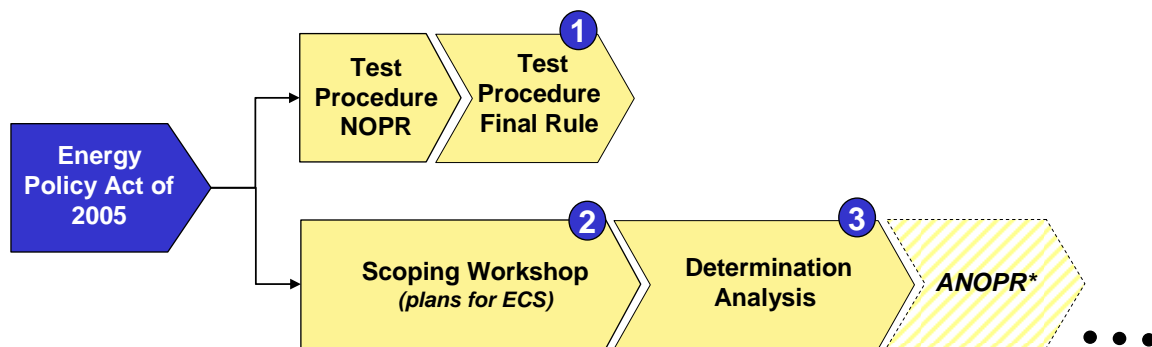 1
Test
Procedure
NOPR
Test
Procedure
Final Rule
Energy
Policy Act of
2005
2
3
Scoping Workshop
(plans for ECS)
Determination
Analysis
ANOPR*